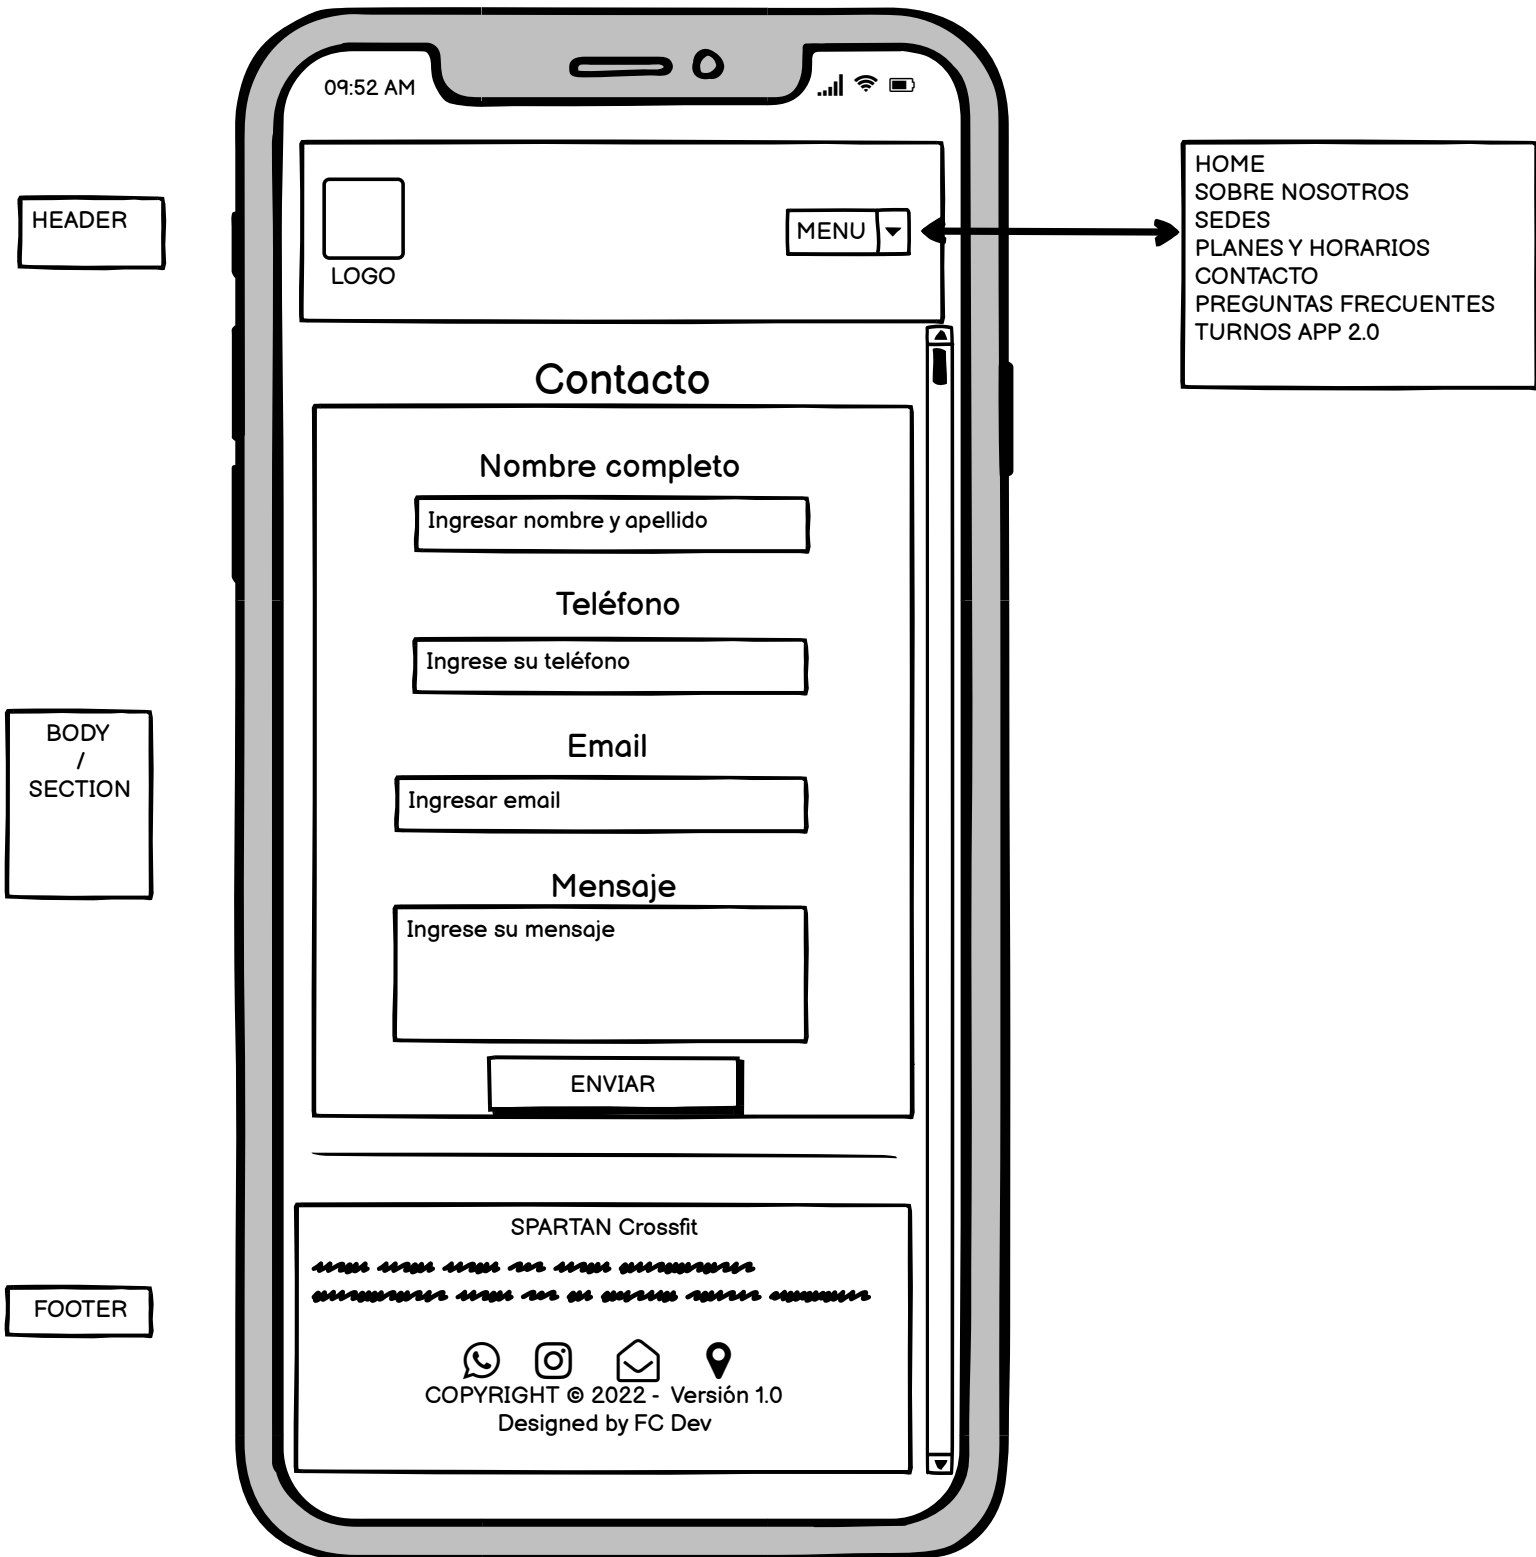 09:52 AM
HEADER
LOGO
MENU
HOME
SOBRE NOSOTROS
SEDES
PLANES Y HORARIOS
CONTACTO
PREGUNTAS FRECUENTES
TURNOS APP 2.0
Contacto
Nombre completo
Ingresar nombre y apellido
Teléfono
Ingrese su teléfono
BODY
/
SECTION
Email
Ingresar email
Mensaje
Ingrese su mensaje
ENVIAR
FOOTER
SPARTAN Crossfit
COPYRIGHT © 2022 - Versión 1.0
Designed by FC Dev